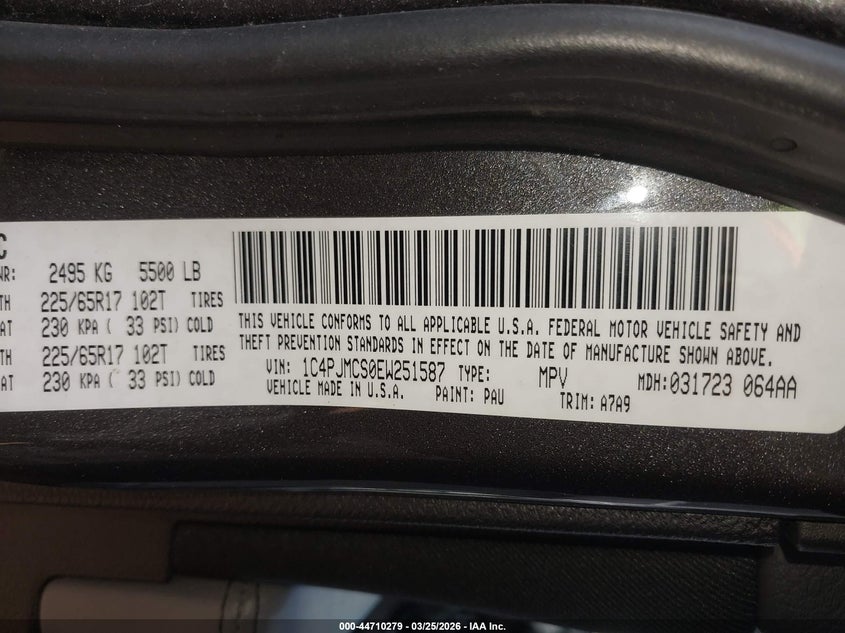 C
WR: 2495 KG 5500 LB
TH 225/65R17 102T TIRES
AT 230 KPA ( 33 PSI) COLD
TH 225/65R17 102T TIRES
AT 230 KPA ( 33 PSI) COLD
THIS VEHICLE CONFORMS TO ALL APPLICABLE U.S.A. FEDERAL MOTOR VEHICLE SAFETY AND
THEFT PREVENTION STANDARDS IN EFFECT ON THE DATE OF MANUFACTURE SHOWN ABOVE.
VIN: 1C4PJMCS0EW251587 TYPE: MPV MDH:031723 064AA
VEHICLE MADE IN U.S.A. PAINT: PAU TRIM: A7A9
000-44710279 — 03/25/2026 — IAA Inc.